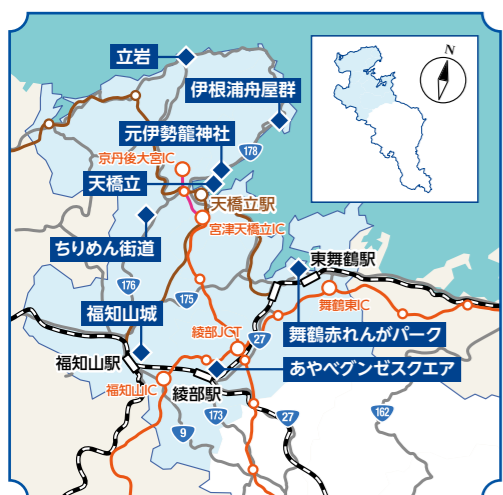 立岩
N
伊根浦舟屋群
元伊勢籠神社
178
京丹後大宮IC
天橋立
天橋立駅
宮津天橋立IC
ちりめん街道
東舞鶴駅
176
175
舞鶴東IC
福知山城
綾部JCT
27
舞鶴赤れんがパーク
福知山駅
あやべグンゼスクエア
福知山IC
綾部駅
173
27
162
9